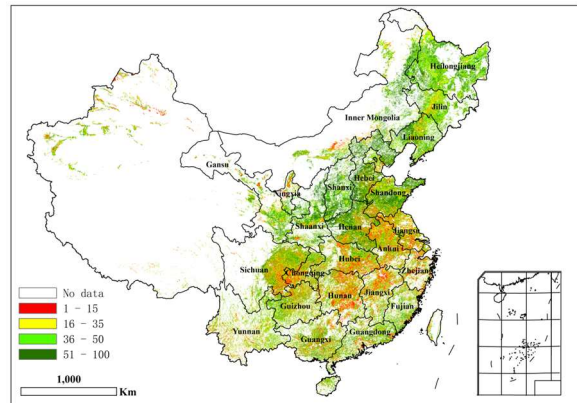 Heilongjiang
Jilin
Inner Mongolia
Liaoning
Gansu
Hebei
Ningxia
Shanxi
Shandong
Shaanxi
Henan
Jiangsu
Anhui
Sichuan
Chongqing
Hubei
Zhejiang
Hunan
Jiangxi
Guizhou
Fujian
Yunnan
Guangxi
Guangdong
No data
1 - 15
16 - 35
36 - 50
51 - 100
1,000
Km